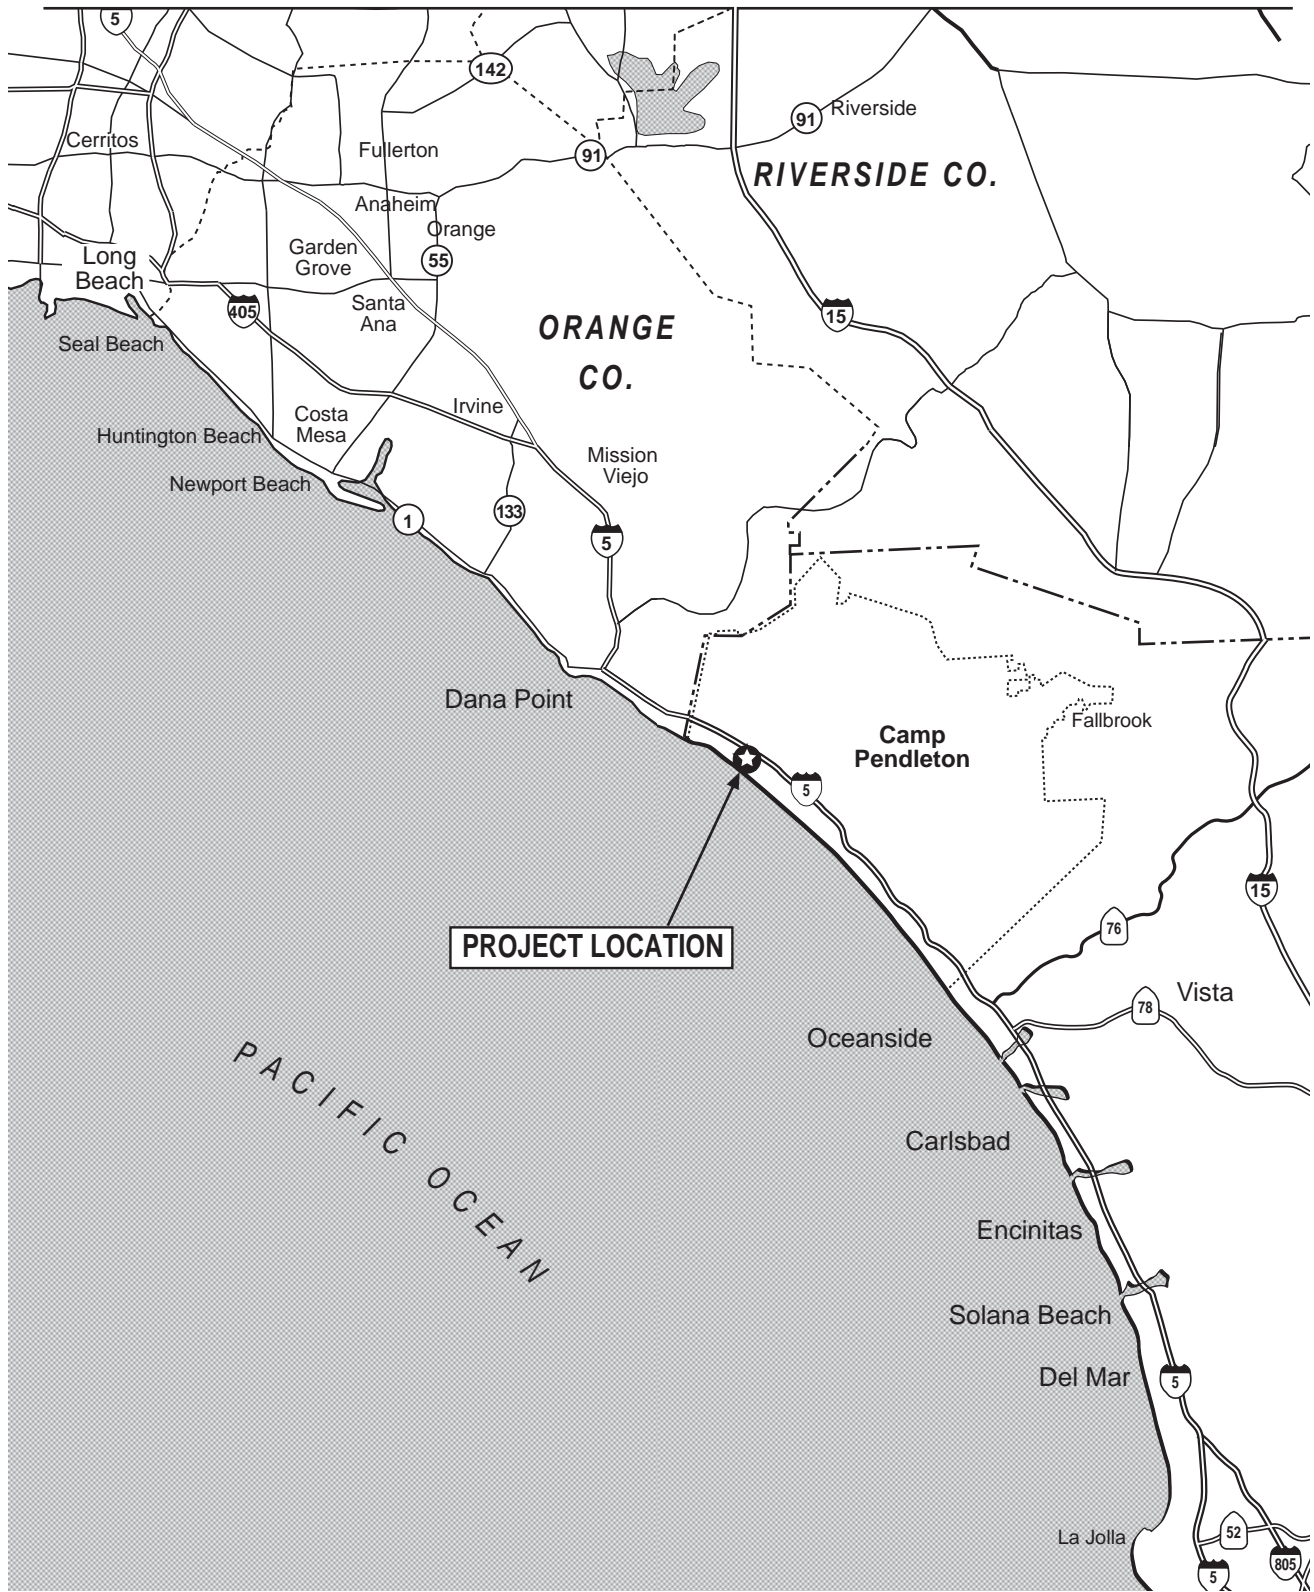 5
142
91
Riverside
Cerritos
Fullerton
91
RIVERSIDE CO.
Anaheim
Orange
Long
Beach
Garden
Grove
55
405
Santa
Ana
15
ORANGE
CO.
Seal Beach
Irvine
Costa
Mesa
Huntington Beach
Mission
Viejo
Newport Beach
1
133
5
Dana Point
Fallbrook
Camp
Pendleton
5
15
76
PROJECT LOCATION
Vista
78
Oceanside
PACIFIC OCEAN
Carlsbad
Encinitas
Solana Beach
Del Mar
5
La Jolla
52
805
5